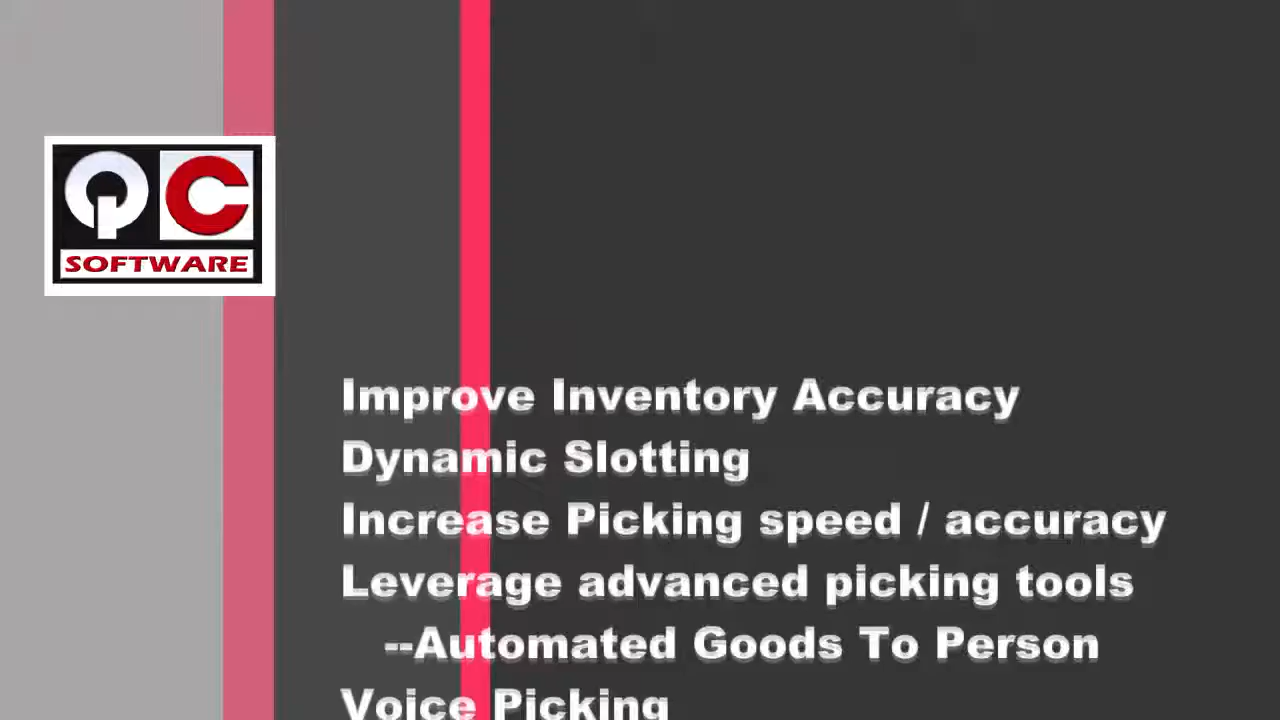 QC
SOFTWARE
Improve Inventory Accuracy
Dynamic Slotting
Increase Picking speed / accuracy
Leverage advanced picking tools
--Automated Goods To Person
Voice Picking